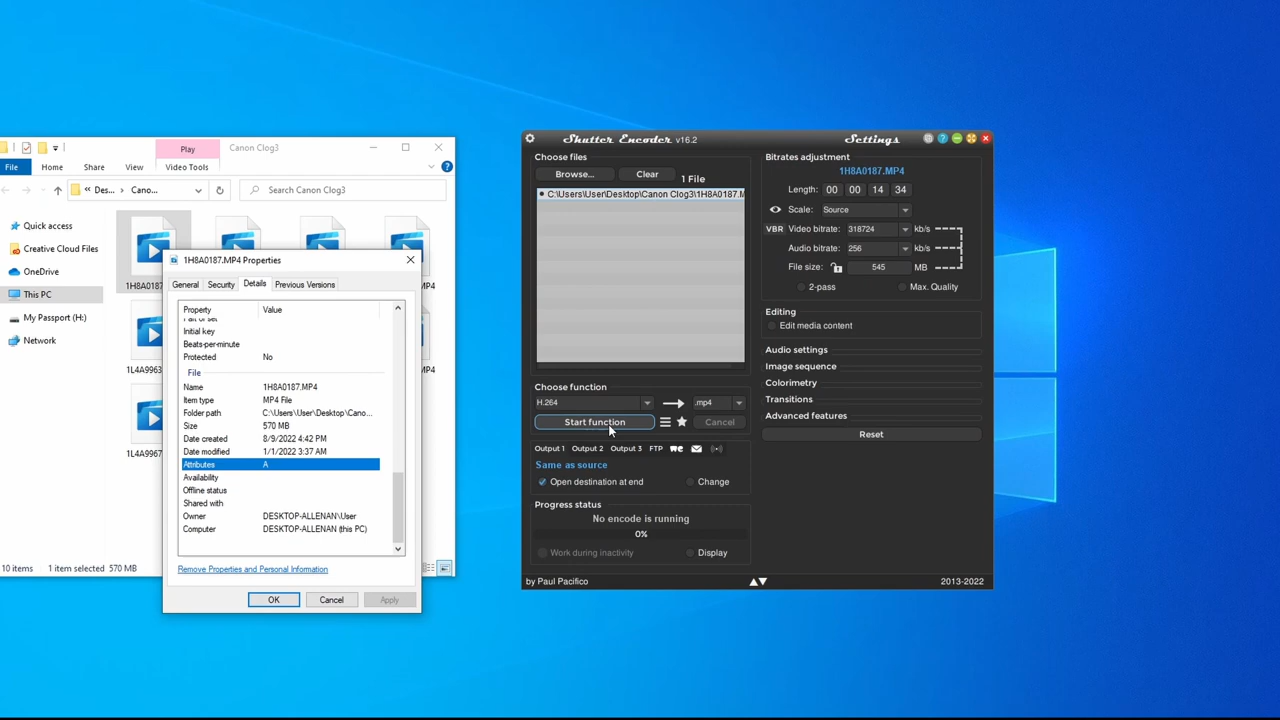 Play
Canon Clog3
File
Home
Share
View
Video Tools
« Des... › Cano...
Search Canon Clog3
Quick access
Creative Cloud Files
OneDrive
This PC
My Passport (H:)
Network
1H8A0187
1L4A9963
1L4A997
MP4
MP4
10 items
1 item selected 570 MB
1H8A0187.MP4 Properties
General
Security
Details
Previous Versions
Property
Value
Part of set
Initial key
Beats-per-minute
Protected No
File
Name 1H8A0187.MP4
Item type MP4 File
Folder path C:\Users\User\Desktop\Cano...
Size 570 MB
Date created 8/9/2022 4:42 PM
Date modified 1/1/2022 3:37 AM
Attributes A
Availability
Offline status
Shared with
Owner DESKTOP-ALLENAN\User
Computer DESKTOP-ALLENAN (this PC)
Remove Properties and Personal Information
OK
Cancel
Apply
Shutter Encoder v16.2
Settings
Choose files
Browse...
Clear
1 File
C:\Users\User\Desktop\Canon Clog3\1H8A0187.M
Choose function
H.264
.mp4
Start function
Cancel
Output 1
Output 2
Output 3
FTP
we
Same as source
Open destination at end
Change
Progress status
No encode is running
0%
Work during inactivity
Display
by Paul Pacifico
2013-2022
Bitrates adjustment
1H8A0187.MP4
Length: 00 00 14 34
Scale: Source
VBR Video bitrate: 318724 kb/s
Audio bitrate: 256 kb/s
File size: 545 MB
2-pass
Max. Quality
Editing
Edit media content
Audio settings
Image sequence
Colorimetry
Transitions
Advanced features
Reset